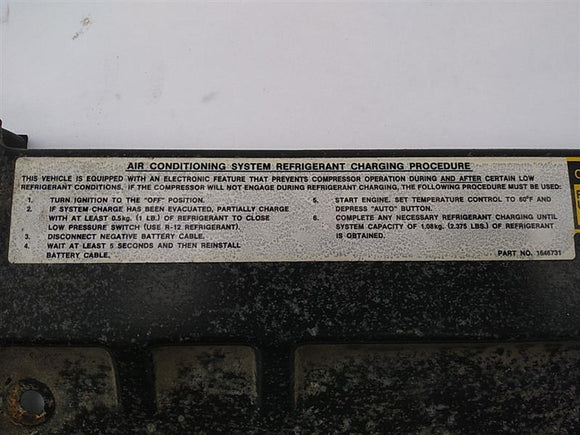 AIR CONDITIONING SYSTEM REFRIGERANT CHARGING PROCEDURE
THIS VEHICLE IS EQUIPPED WITH AN ELECTRONIC FEATURE THAT PREVENTS COMPRESSOR OPERATION DURING AND AFTER CERTAIN LOW
REFRIGERANT CONDITIONS. IF THE COMPRESSOR WILL NOT ENGAGE DURING REFRIGERANT CHARGING, THE FOLLOWING PROCEDURE MUST BE USED:
1. TURN IGNITION TO THE "OFF" POSITION.
2. IF SYSTEM CHARGE HAS BEEN EVACUATED, PARTIALLY CHARGE
WITH AT LEAST 0.5kg. (1 LB.) OF REFRIGERANT TO CLOSE
LOW PRESSURE SWITCH (USE R-12 REFRIGERANT).
3. DISCONNECT NEGATIVE BATTERY CABLE.
4. WAIT AT LEAST 5 SECONDS AND THEN REINSTALL
BATTERY CABLE.
5. START ENGINE. SET TEMPERATURE CONTROL TO 60°F AND
DEPRESS "AUTO" BUTTON.
6. COMPLETE ANY NECESSARY REFRIGERANT CHARGING UNTIL
SYSTEM CAPACITY OF 1.08kg. (2.375 LBS.) OF REFRIGERANT
IS OBTAINED.
PART NO. 1646731